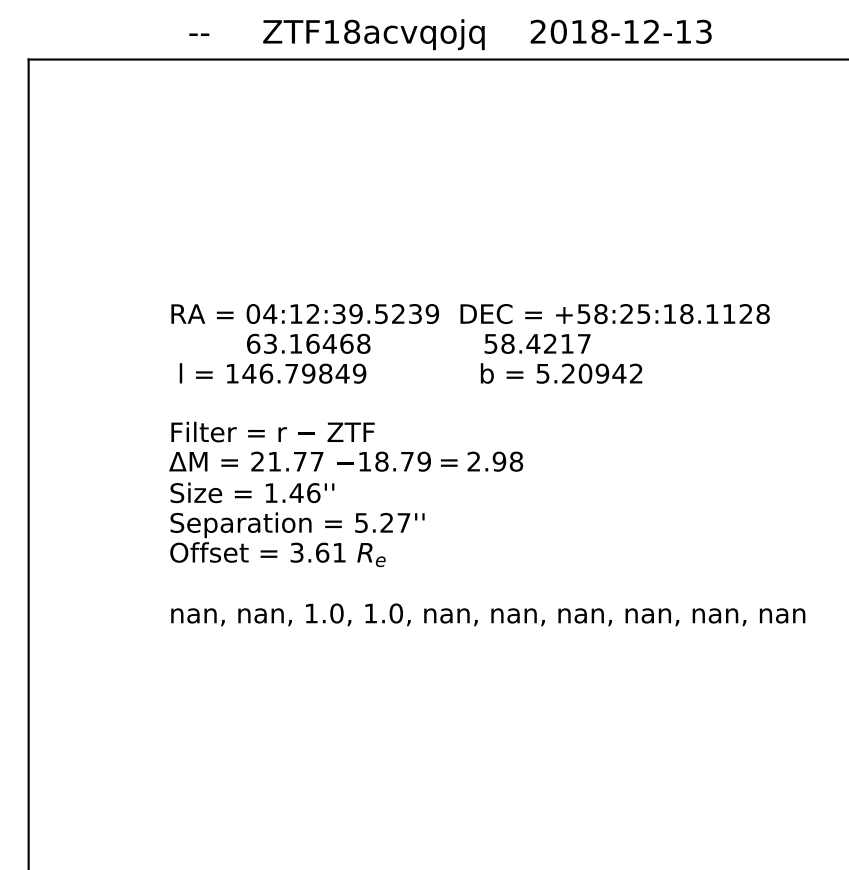 -- ZTF18acvqojq 2018-12-13
RA = 04:12:39.5239 DEC = +58:25:18.1128
63.16468 58.4217
l = 146.79849 b = 5.20942
Filter = r − ZTF
ΔM = 21.77 −18.79 = 2.98
Size = 1.46''
Separation = 5.27''
Offset = 3.61 Re
nan, nan, 1.0, 1.0, nan, nan, nan, nan, nan, nan